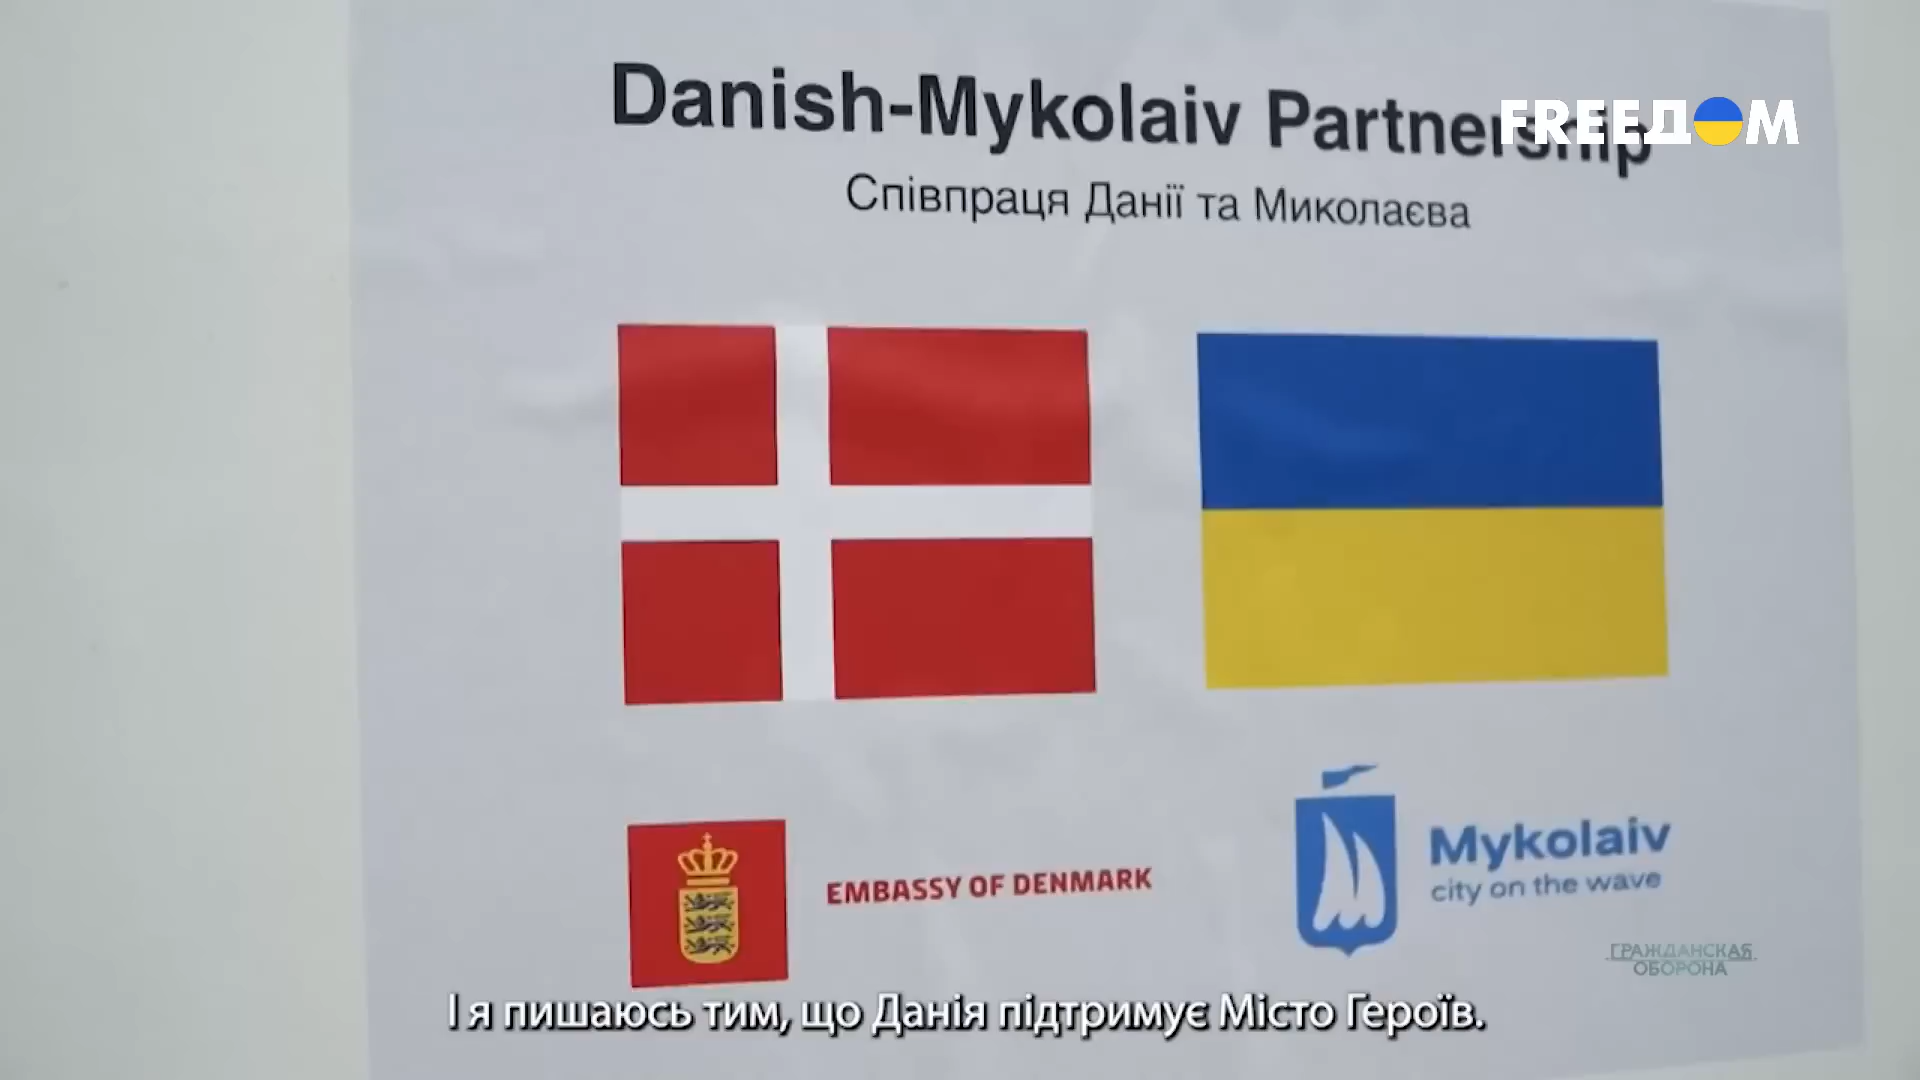 Danish-Mykolaiv Partnership
FREEДOM
Співпраця Данії та Миколаєва
EMBASSY OF DENMARK
Mykolaiv
city on the wave
ГРАЖДАНСКАЯ
ОБОРОНА
І я пишаюсь тим, що Данія підтримує Місто Героїв.